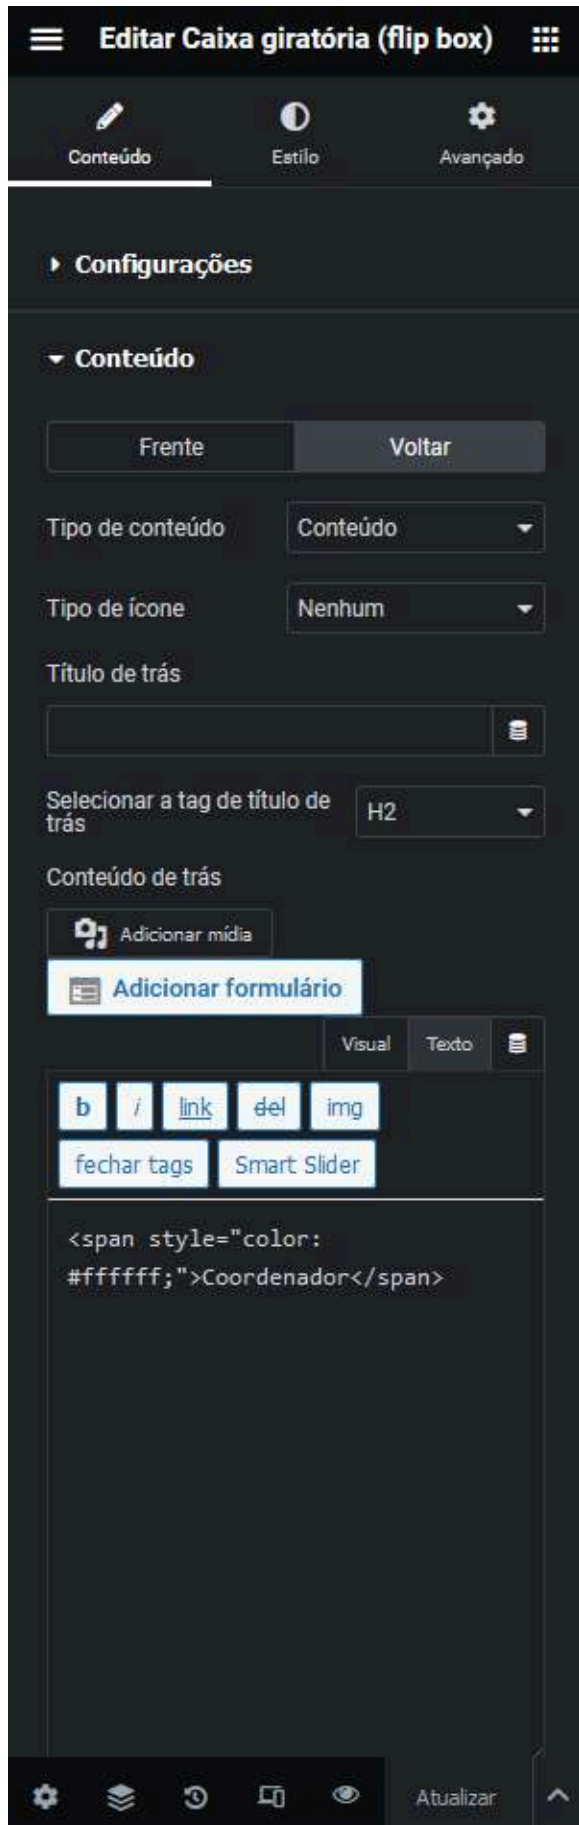 Editar Caixa giratória (flip box)
Conteúdo Estilo Avançado
Configurações
Conteúdo
Frente Voltar
Tipo de conteúdo Conteúdo
Tipo de ícone Nenhum
Título de trás
Selecionar a tag de título de
trás H2
Conteúdo de trás
Adicionar mídia
Adicionar formulário
Visual Texto
b i link del img
fechar tags Smart Slider
<span style="color:
#ffffff;">Coordenador</span>
Atualizar